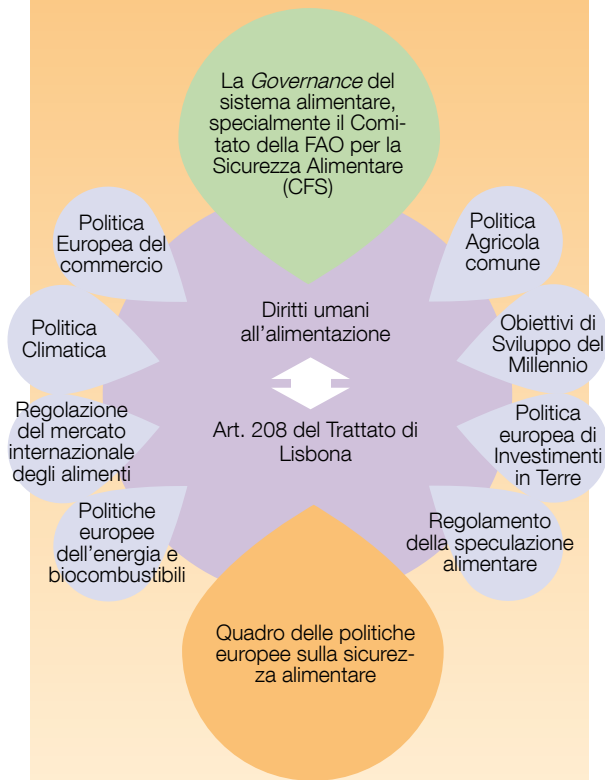 La Governance del
sistema alimentare,
specialmente il Comi-
tato della FAO per la
Sicurezza Alimentare
(CFS)
Politica
Europea del
commercio
Politica
Agricola
comune
Diritti umani
all'alimentazione
Politica
Climatica
Obiettivi di
Sviluppo del
Millennio
Regolazione
del mercato
internazionale
degli alimenti
Art. 208 del Trattato di
Lisbona
Politica
europea di
Investimenti
in Terre
Politiche
europee
dell'energia e
biocombustibili
Regolamento
della speculazione
alimentare
Quadro delle politiche
europee sulla sicurez-
za alimentare